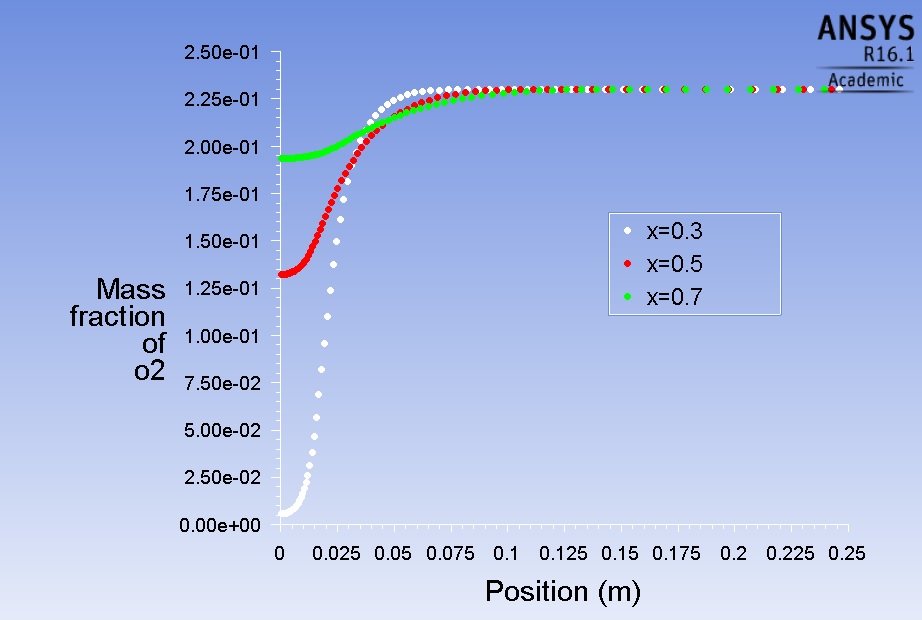 ANSYS
R16.1
Academic
2.50e-01
2.25e-01
2.00e-01
1.75e-01
1.50e-01
1.25e-01
1.00e-01
7.50e-02
5.00e-02
2.50e-02
0.00e+00
Mass
fraction
of
o2
x=0.3
x=0.5
x=0.7
0 0.025 0.05 0.075 0.1 0.125 0.15 0.175 0.2 0.225 0.25
Position (m)